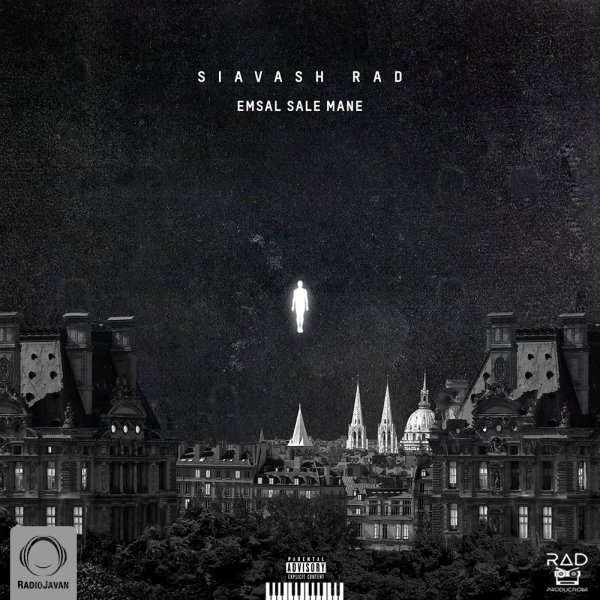 SIAVASH RAD
EMSAL SALE MANE
RADIOJAVAN
PARENTAL
ADVISORY
EXPLICIT CONTENT
RAD
PRODUCTIONS